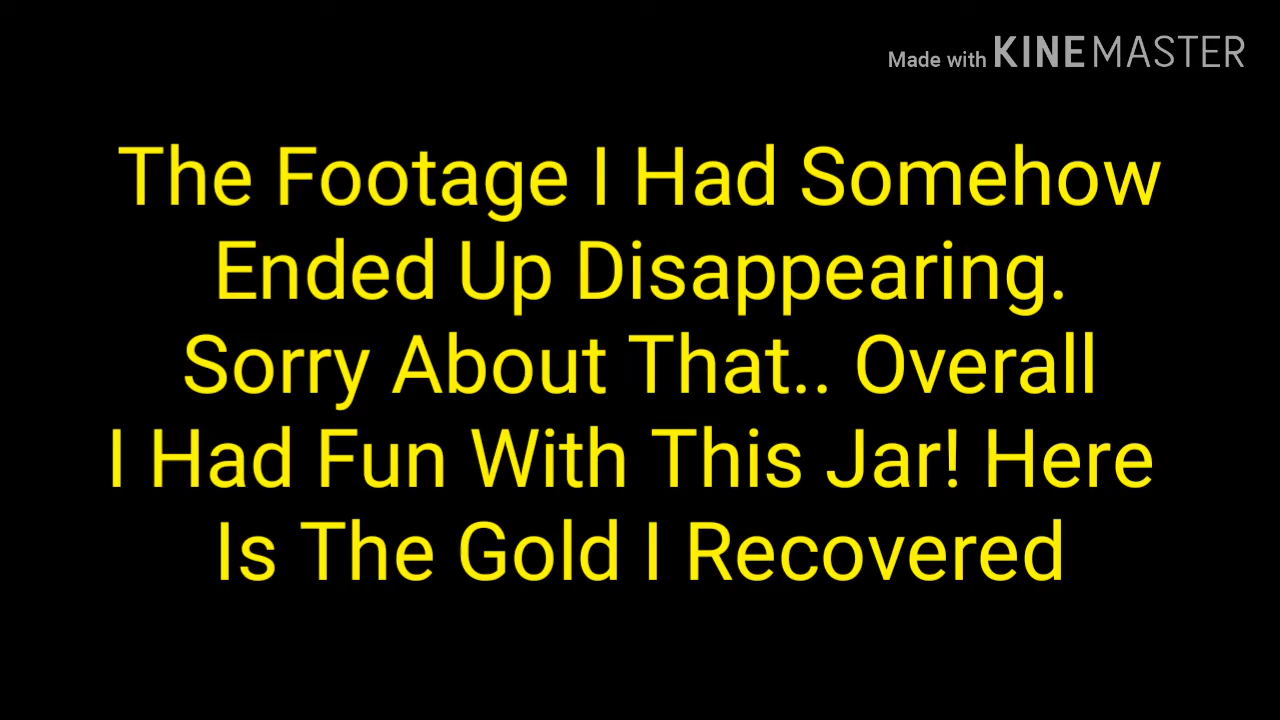 Made with KINEMASTER
The Footage I Had Somehow
Ended Up Disappearing.
Sorry About That.. Overall
I Had Fun With This Jar! Here
Is The Gold I Recovered